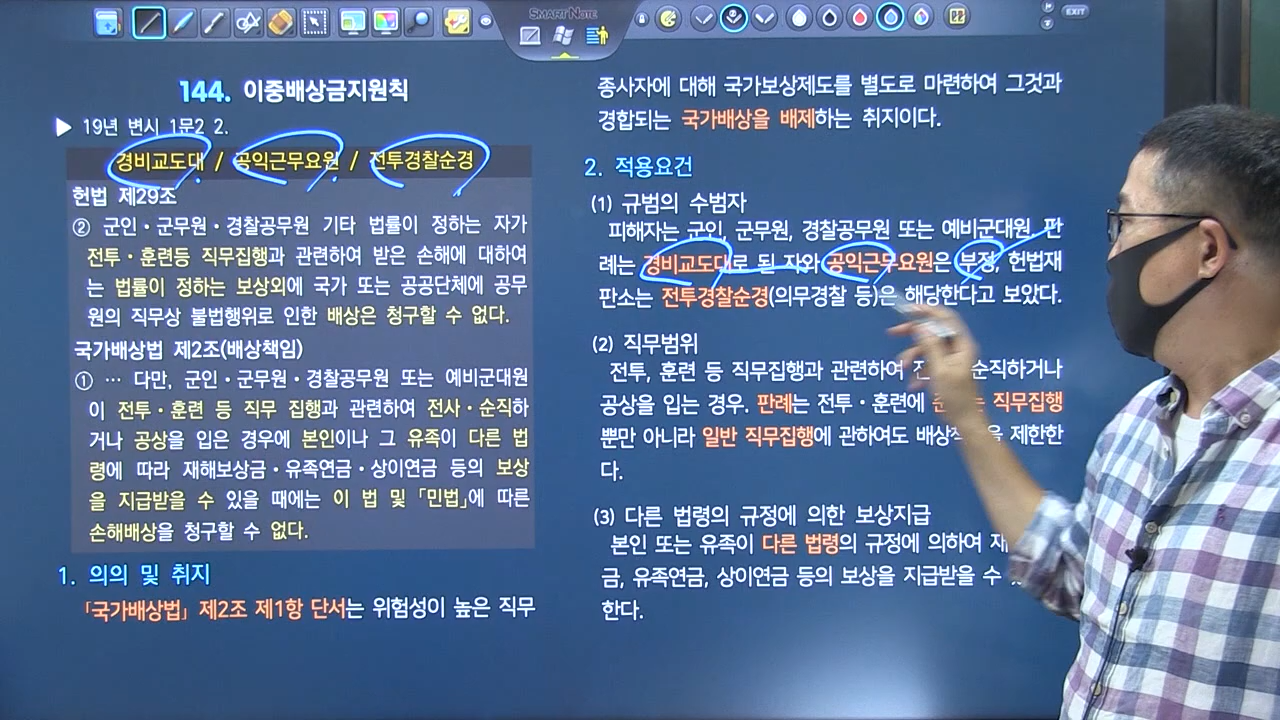 SMART NOTE
EXIT
144. 이중배상금지원칙
▶ 19년 변시 1문2 2.
경비교도대 / 공익근무요원 / 전투경찰순경
헌법 제29조
② 군인·군무원·경찰공무원 기타 법률이 정하는 자가
전투·훈련등 직무집행과 관련하여 받은 손해에 대하여
는 법률이 정하는 보상외에 국가 또는 공공단체에 공무
원의 직무상 불법행위로 인한 배상은 청구할 수 없다.
국가배상법 제2조(배상책임)
① … 다만, 군인·군무원·경찰공무원 또는 예비군대원
이 전투·훈련 등 직무 집행과 관련하여 전사·순직하
거나 공상을 입은 경우에 본인이나 그 유족이 다른 법
령에 따라 재해보상금·유족연금·상이연금 등의 보상
을 지급받을 수 있을 때에는 이 법 및 「민법」에 따른
손해배상을 청구할 수 없다.
1. 의의 및 취지
「국가배상법」 제2조 제1항 단서는 위험성이 높은 직무
종사자에 대해 국가보상제도를 별도로 마련하여 그것과
경합되는 국가배상을 배제하는 취지이다.
2. 적용요건
(1) 규범의 수범자
피해자는 군인, 군무원, 경찰공무원 또는 예비군대원. 판
례는 경비교도대로 된 자와 공익근무요원은 부정, 헌법재
판소는 전투경찰순경(의무경찰 등)은 해당한다고 보았다.
(2) 직무범위
전투, 훈련 등 직무집행과 관련하여 순직하거나
공상을 입는 경우. 판례는 전투·훈련에 직무집행
뿐만 아니라 일반 직무집행에 관하여도 제한한
다.
(3) 다른 법령의 규정에 의한 보상지급
본인 또는 유족이 다른 법령의 규정에 의하여
금, 유족연금, 상이연금 등의 보상을 지급받을 수
한다.